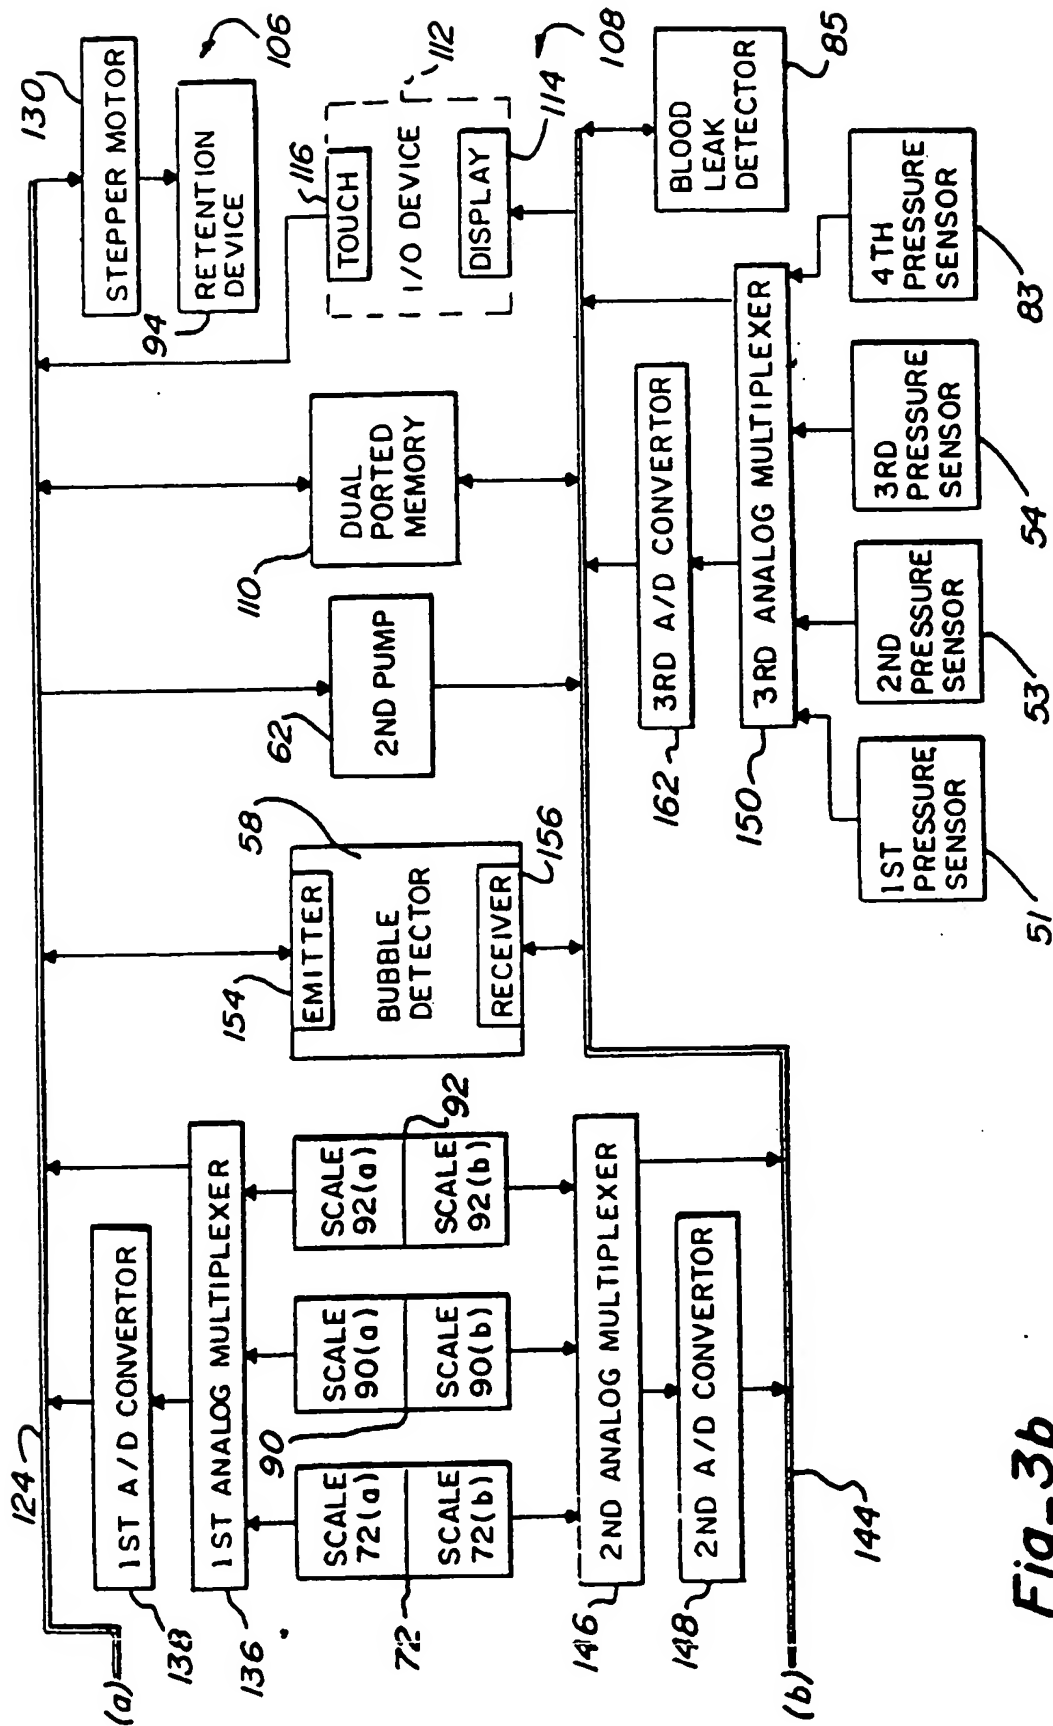 124
(a)
138
1ST A/D CONVERTOR
136
1ST ANALOG MULTIPLEXER
SCALE
72(a)
SCALE
72(b)
72
SCALE
90(a)
SCALE
90(b)
90
SCALE
92(a)
SCALE
92(b)
92
146
2ND ANALOG MULTIPLEXER
148
2ND A/D CONVERTOR
(b)
144
154
EMITTER
58
BUBBLE
DETECTOR
RECEIVER
156
62
2ND PUMP
110
DUAL
PORTED
MEMORY
130
STEPPER MOTOR
RETENTION
DEVICE
94
106
116
TOUCH
I/O DEVICE
112
DISPLAY
114
108
BLOOD
LEAK
DETECTOR
85
162
3RD A/D CONVERTOR
150
3RD ANALOG MULTIPLEXER
1ST
PRESSURE
SENSOR
51
2ND
PRESSURE
SENSOR
53
3RD
PRESSURE
SENSOR
54
4TH
PRESSURE
SENSOR
83
Fig-3b